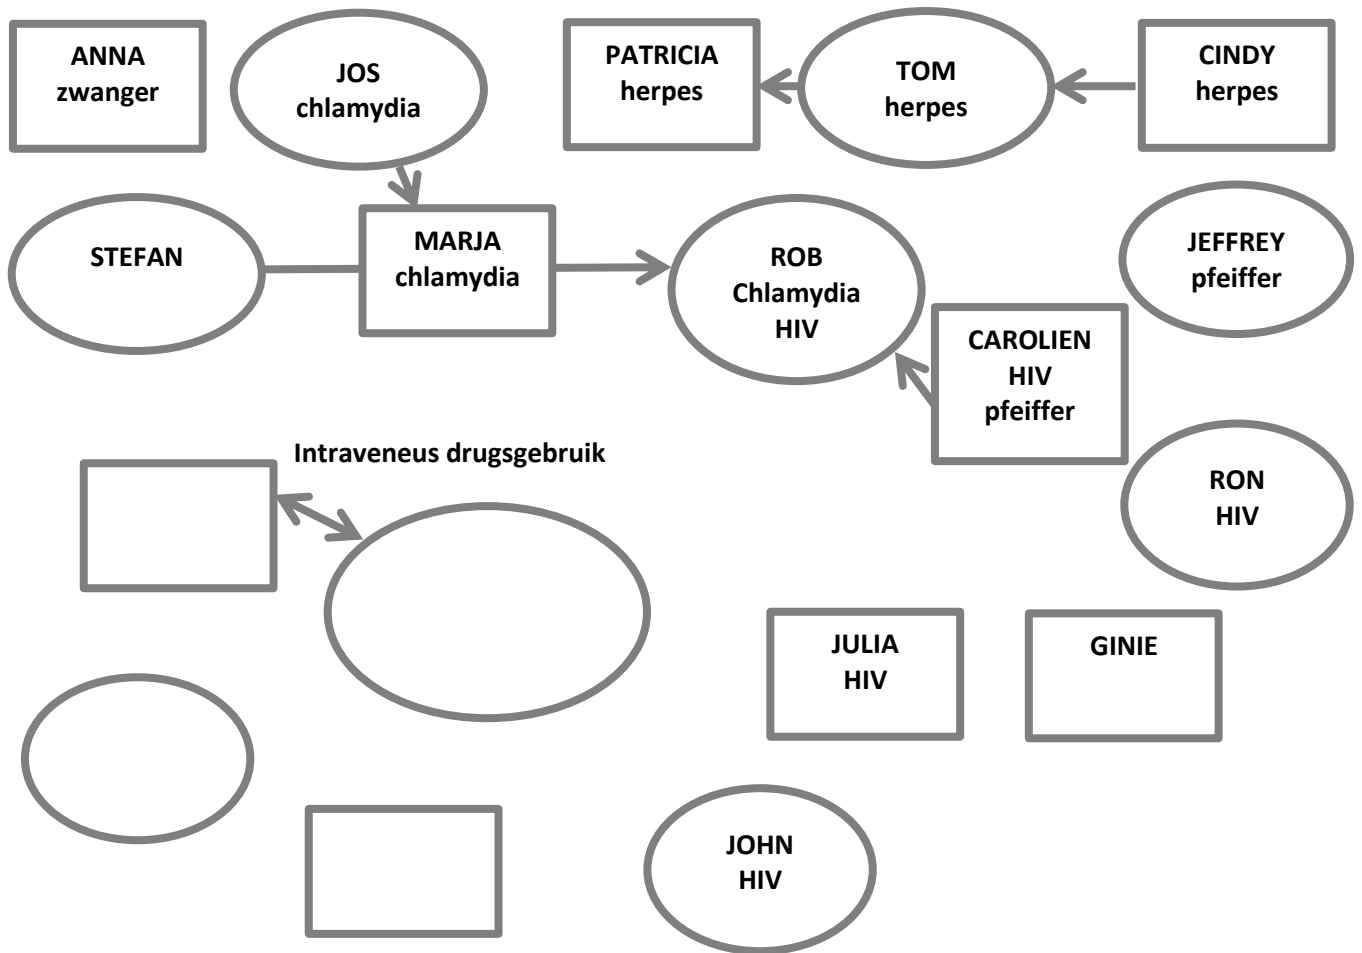 ANNA
zwanger
JOS
chlamydia
PATRICIA
herpes
TOM
herpes
CINDY
herpes
STEFAN
MARJA
chlamydia
ROB
Chlamydia
HIV
JEFFREY
pfeiffer
CAROLIEN
HIV
pfeiffer
Intraveneus drugsgebruik
RON
HIV
JULIA
HIV
GINIE
JOHN
HIV